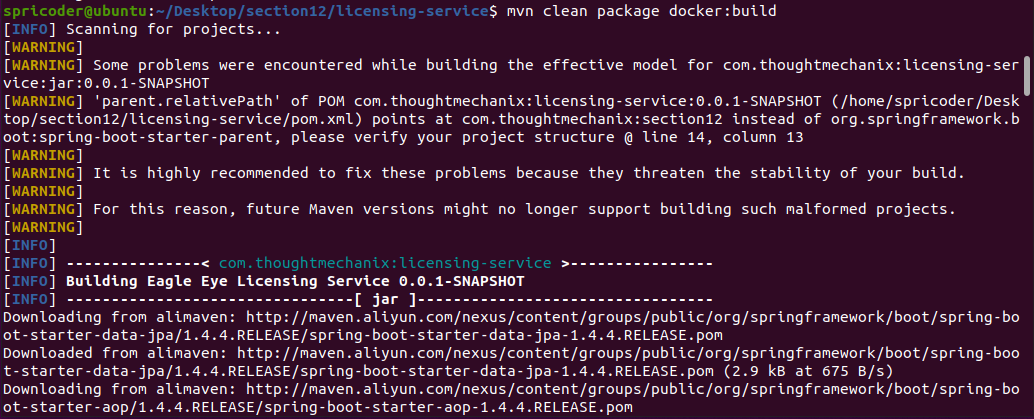 spricoder@ubuntu:~/Desktop/section12/licensing-service$ mvn clean package docker:build
[INFO] Scanning for projects...
[WARNING]
[WARNING] Some problems were encountered while building the effective model for com.thoughtmechanix:licensing-ser
vice:jar:0.0.1-SNAPSHOT
[WARNING] 'parent.relativePath' of POM com.thoughtmechanix:licensing-service:0.0.1-SNAPSHOT (/home/spricoder/Desk
top/section12/licensing-service/pom.xml) points at com.thoughtmechanix:section12 instead of org.springframework.b
oot:spring-boot-starter-parent, please verify your project structure @ line 14, column 13
[WARNING]
[WARNING] It is highly recommended to fix these problems because they threaten the stability of your build.
[WARNING]
[WARNING] For this reason, future Maven versions might no longer support building such malformed projects.
[WARNING]
[INFO]
[INFO] ---------------< com.thoughtmechanix:licensing-service >----------------
[INFO] Building Eagle Eye Licensing Service 0.0.1-SNAPSHOT
[INFO] --------------------------------[ jar ]---------------------------------
Downloading from alimaven: http://maven.aliyun.com/nexus/content/groups/public/org/springframework/boot/spring-bo
ot-starter-data-jpa/1.4.4.RELEASE/spring-boot-starter-data-jpa-1.4.4.RELEASE.pom
Downloaded from alimaven: http://maven.aliyun.com/nexus/content/groups/public/org/springframework/boot/spring-boo
t-starter-data-jpa/1.4.4.RELEASE/spring-boot-starter-data-jpa-1.4.4.RELEASE.pom (2.9 kB at 675 B/s)
Downloading from alimaven: http://maven.aliyun.com/nexus/content/groups/public/org/springframework/boot/spring-bo
ot-starter-aop/1.4.4.RELEASE/spring-boot-starter-aop-1.4.4.RELEASE.pom